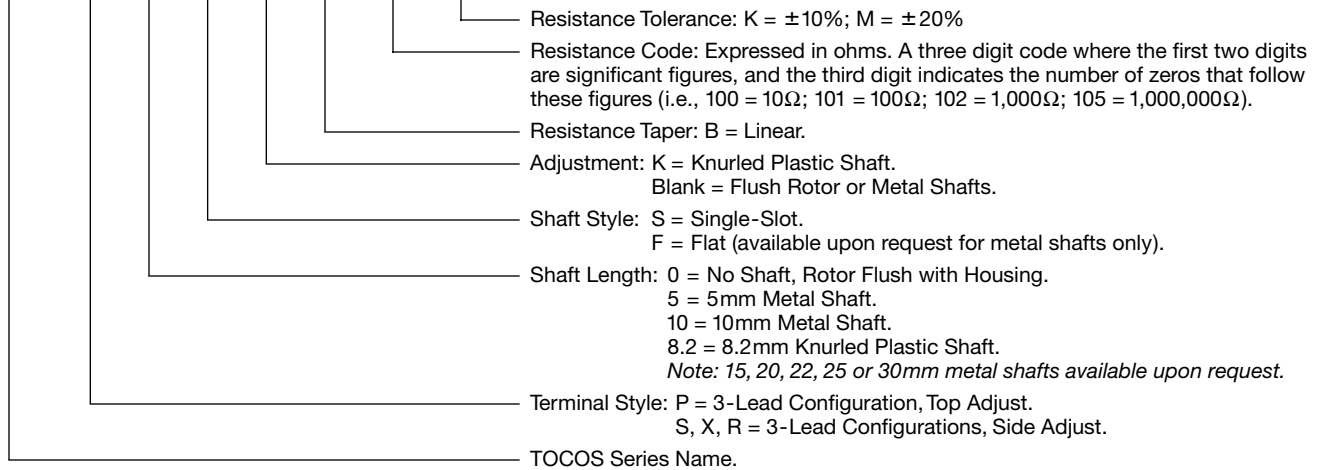 Resistance Tolerance: K = ±10%; M = ±20%
Resistance Code: Expressed in ohms. A three digit code where the first two digits
are significant figures, and the third digit indicates the number of zeros that follow
these figures (i.e., 100 = 10Ω; 101 = 100Ω; 102 = 1,000Ω; 105 = 1,000,000Ω).
Resistance Taper: B = Linear.
Adjustment: K = Knurled Plastic Shaft.
Blank = Flush Rotor or Metal Shafts.
Shaft Style: S = Single-Slot.
F = Flat (available upon request for metal shafts only).
Shaft Length: 0 = No Shaft, Rotor Flush with Housing.
5 = 5mm Metal Shaft.
10 = 10mm Metal Shaft.
8.2 = 8.2mm Knurled Plastic Shaft.
Note: 15, 20, 22, 25 or 30mm metal shafts available upon request.
Terminal Style: P = 3-Lead Configuration, Top Adjust.
S, X, R = 3-Lead Configurations, Side Adjust.
TOCOS Series Name.